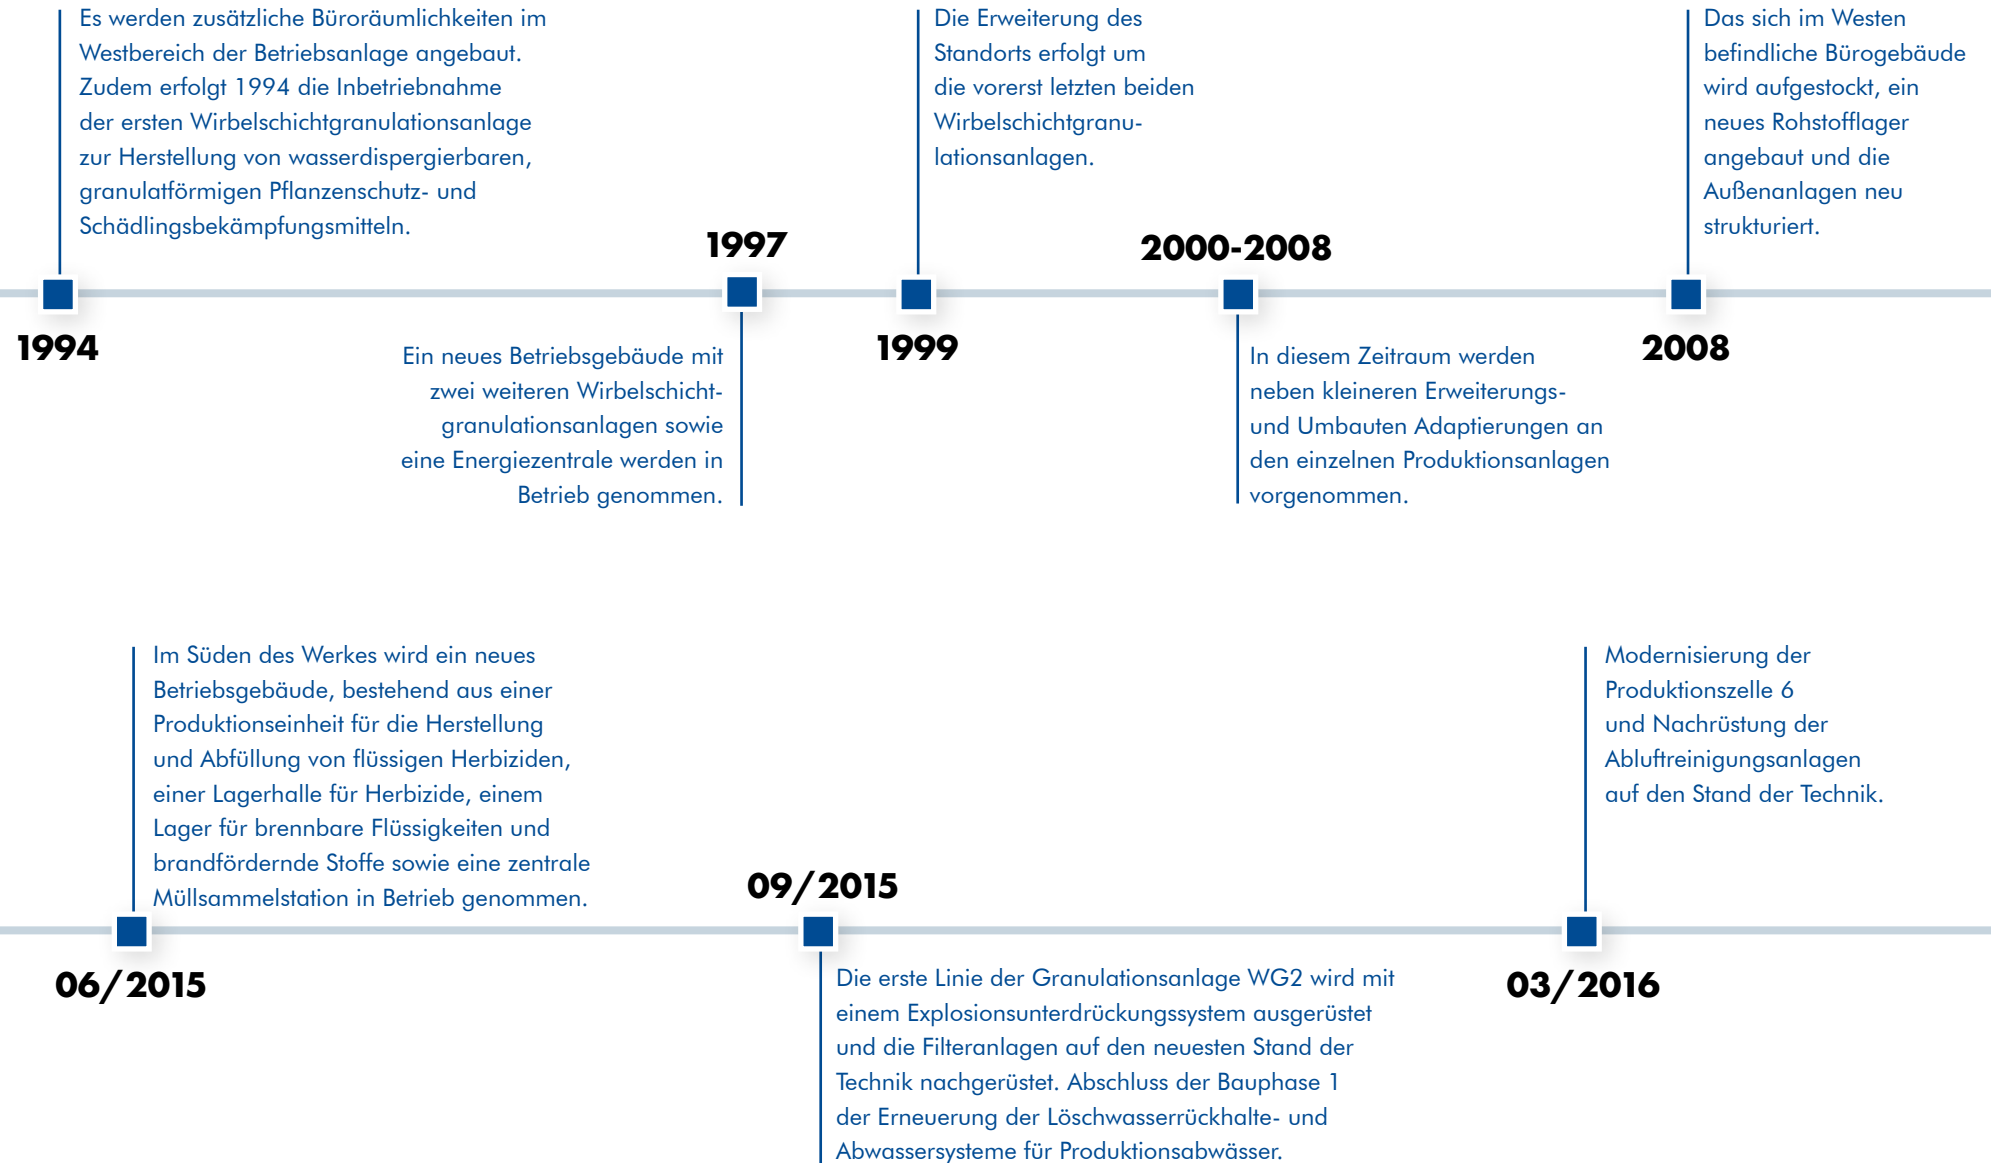 Es werden zusätzliche Büroräumlichkeiten im
Westbereich der Betriebsanlage angebaut.
Zudem erfolgt 1994 die Inbetriebnahme
der ersten Wirbelschichtgranulationsanlage
zur Herstellung von wasserdispergierbaren,
granulatförmigen Pflanzenschutz- und
Schädlingsbekämpfungsmitteln.
1994
1997
Ein neues Betriebsgebäude mit
zwei weiteren Wirbelschicht-
granulationsanlagen sowie
eine Energiezentrale werden in
Betrieb genommen.
Die Erweiterung des
Standorts erfolgt um
die vorerst letzten beiden
Wirbelschichtgranu-
lationsanlagen.
1999
2000-2008
In diesem Zeitraum werden
neben kleineren Erweiterungs-
und Umbauten Adaptierungen an
den einzelnen Produktionsanlagen
vorgenommen.
Das sich im Westen
befindliche Bürogebäude
wird aufgestockt, ein
neues Rohstofflager
angebaut und die
Außenanlagen neu
strukturiert.
2008
Im Süden des Werkes wird ein neues
Betriebsgebäude, bestehend aus einer
Produktionseinheit für die Herstellung
und Abfüllung von flüssigen Herbiziden,
einer Lagerhalle für Herbizide, einem
Lager für brennbare Flüssigkeiten und
brandfördernde Stoffe sowie eine zentrale
Müllsammelstation in Betrieb genommen.
06/2015
09/2015
Die erste Linie der Granulationsanlage WG2 wird mit
einem Explosionsunterdrückungssystem ausgerüstet
und die Filteranlagen auf den neuesten Stand der
Technik nachgerüstet. Abschluss der Bauphase 1
der Erneuerung der Löschwasserrückhalte- und
Abwassersysteme für Produktionsabwässer.
Modernisierung der
Produktionszelle 6
und Nachrüstung der
Abluftreinigungsanlagen
auf den Stand der Technik.
03/2016